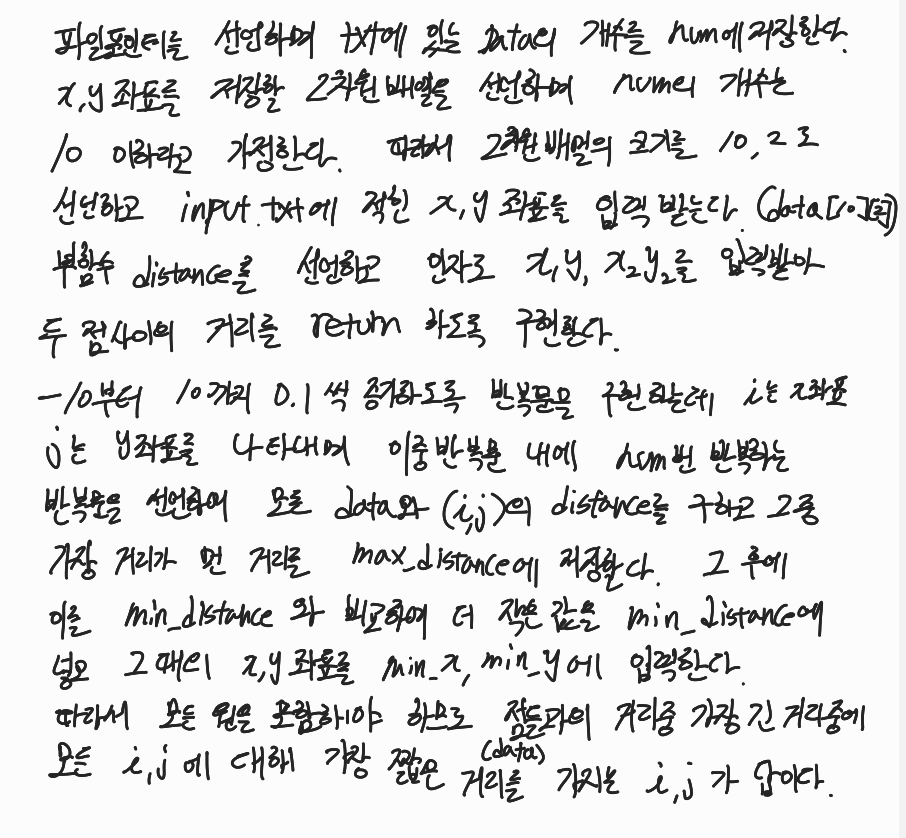 파일포인터를 선언하며 txt에 있는 Data의 개수를 num에 저장한다.
x,y 좌표를 저장할 2차원 배열을 선언하며 num의 개수는
10 이하라고 가정한다. 따라서 2차원 배열의 크기를 10, 2로
선언하고 input.txt에 적힌 x,y 좌표를 입력 받는다. (data[10][2])
부함수 distance를 선언하고 인자로 x,y, x2y2를 입력받아
두 점사이의 거리를 return 하도록 구현한다.
-10부터 10까지 0.1 씩 증가하도록 반복문을 구현하는데 i는 x좌표
j는 y좌표를 나타내며 이중반복문 내에 num번 반복하는
반복문을 선언하여 모든 data와 (i,j)의 distance를 구하고 그중
가장 거리가 먼 거리를 max_distance에 저장한다. 그 후에
이를 min_distance 와 비교하여 더 작은 값을 min_distance에
넣고 그 때의 x,y 좌표를 min_x, min_y에 입력한다.
따라서 모든 원을 포함하여야 하므로 점들과의 거리중 가장 긴 거리중에
(data)
모든 i,j 에 대해 가장 짧은 거리를 가지는 i,j 가 답이다.